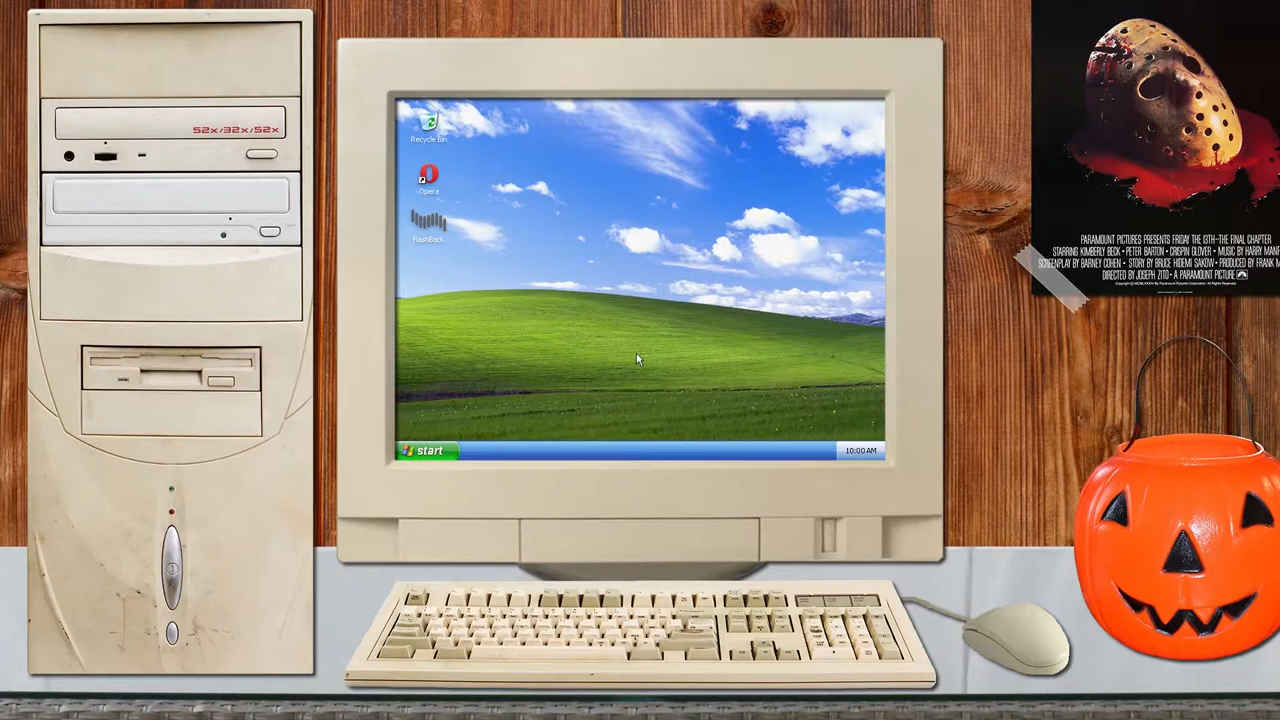 52x/32x/52x
Recycle Bin
Opera
FlashBack
start
10:00 AM
PARAMOUNT PICTURES PRESENTS FRIDAY THE 13TH—THE FINAL CHAPTER
STARRING KIMBERLY BECK • PETER BARTON • CRISPIN GLOVER • MUSIC BY HARRY
SCREENPLAY BY BARNEY COHEN • STORY BY BRUCE HIDEMI SAKOW • PRODUCED BY FRANK
DIRECTED BY JOSEPH ZITO • A PARAMOUNT PICTURE